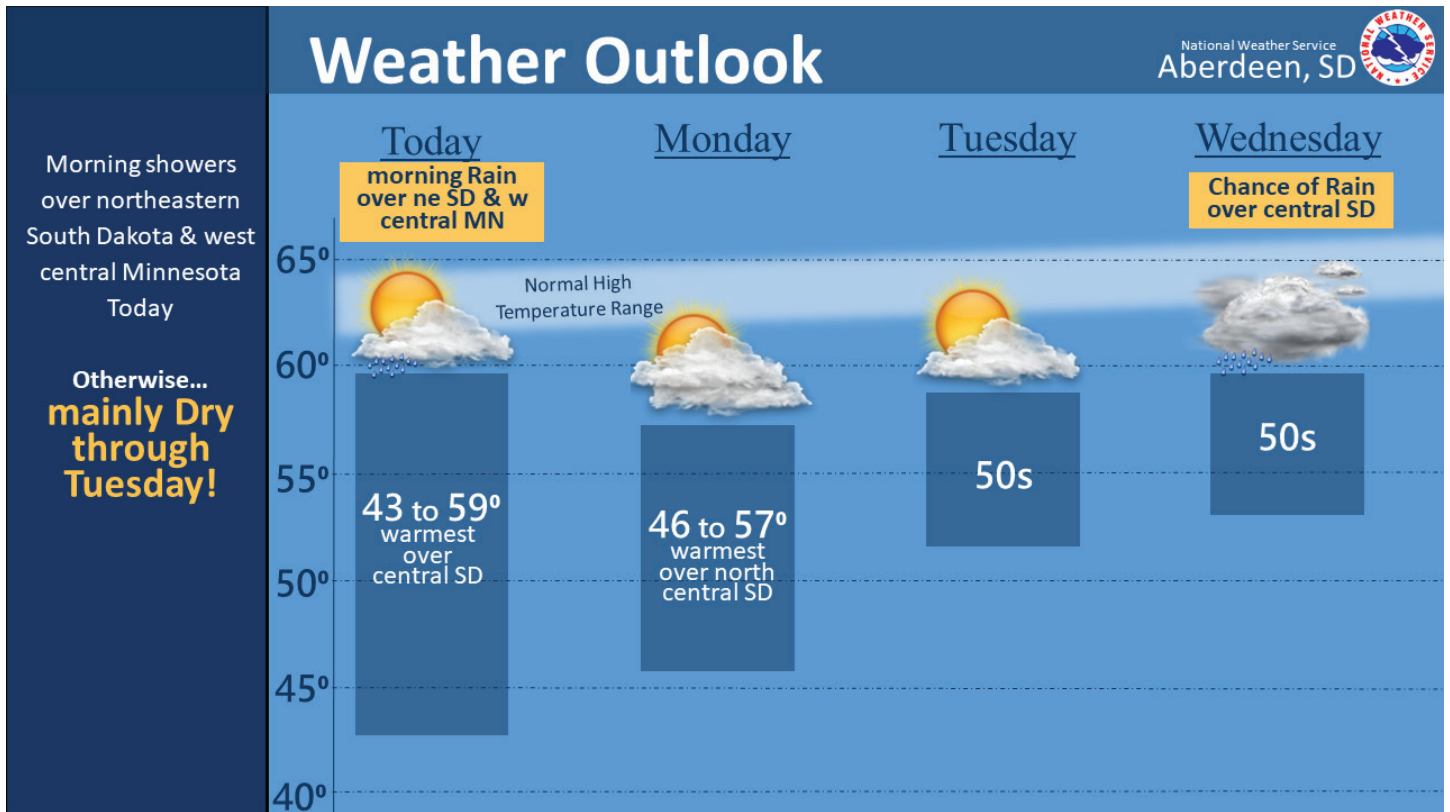 Weather Outlook
National Weather Service
Aberdeen, SD
NATIONAL WEATHER SERVICE
Morning showers
over northeastern
South Dakota & west
central Minnesota
Today
Otherwise...
mainly Dry
through
Tuesday!
Today
morning Rain
over ne SD & w
central MN
Monday
Tuesday
Wednesday
Chance of Rain
over central SD
65⁰
60⁰
55⁰
50⁰
45⁰
40⁰
Normal High
Temperature Range
43 to 59⁰
warmest
over
central SD
46 to 57⁰
warmest
over north
central SD
50s
50s